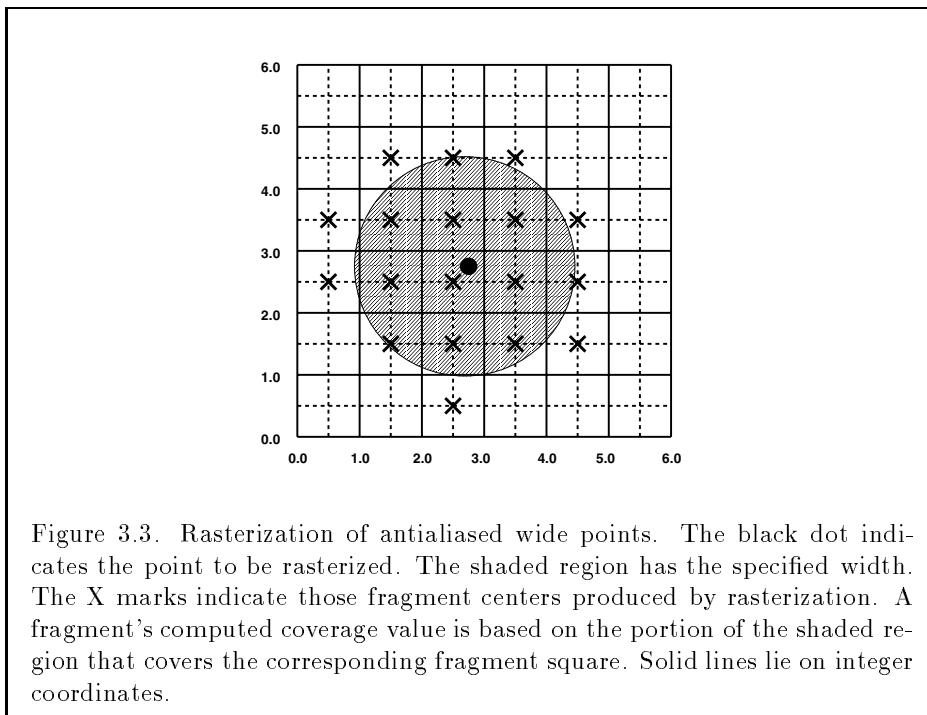 6.0
5.0
4.0
3.0
2.0
1.0
0.0
0.0 1.0 2.0 3.0 4.0 5.0 6.0
Figure 3.3. Rasterization of antialiased wide points. The black dot indi-
cates the point to be rasterized. The shaded region has the specified width.
The X marks indicate those fragment centers produced by rasterization. A
fragment's computed coverage value is based on the portion of the shaded re-
gion that covers the corresponding fragment square. Solid lines lie on integer
coordinates.